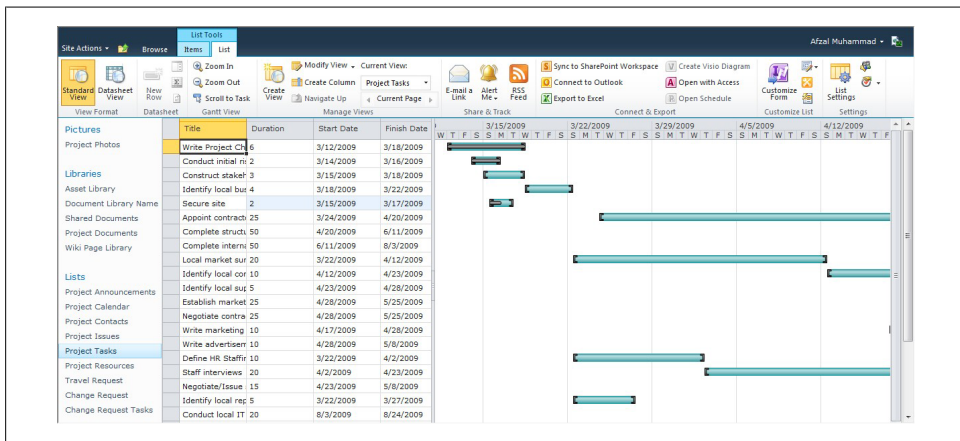 List Tools
Site Actions Browse Items List Afzal Muhammad
Standard View
Datasheet View
New Row
Zoom In
Zoom Out
Scroll to Task
Create View
Modify View
Create Column
Navigate Up
Current View:
Project Tasks
Current Page
E-mail a Link
Alert Me
RSS Feed
Sync to SharePoint Workspace
Connect to Outlook
Export to Excel
Create Visio Diagram
Open with Access
Open Schedule
Customize Form
List Settings
View Format Datasheet Gantt View Manage Views Share & Track Connect & Export Customize List Settings
Pictures
Project Photos
Libraries
Asset Library
Document Library Name
Shared Documents
Project Documents
Wiki Page Library
Lists
Project Announcements
Project Calendar
Project Contacts
Project Issues
Project Tasks
Project Resources
Travel Request
Change Request
Change Request Tasks
Title Duration Start Date Finish Date
Write Project Ch 6 3/12/2009 3/18/2009
Conduct initial ris 2 3/14/2009 3/16/2009
Construct stakeh 3 3/15/2009 3/18/2009
Identify local bus 4 3/18/2009 3/22/2009
Secure site 2 3/15/2009 3/17/2009
Appoint contract 25 3/24/2009 4/20/2009
Complete structu 50 4/20/2009 6/11/2009
Complete interna 50 6/11/2009 8/3/2009
Local market sur 20 3/22/2009 4/12/2009
Identify local cor 10 4/12/2009 4/23/2009
Identify local sup 5 4/23/2009 4/28/2009
Establish market 25 4/28/2009 5/25/2009
Negotiate contra 25 4/28/2009 5/25/2009
Write marketing 10 4/17/2009 4/28/2009
Write advertisem 10 4/28/2009 5/8/2009
Define HR Staffin 10 3/22/2009 4/2/2009
Staff interviews 20 4/2/2009 4/23/2009
Negotiate/Issue 15 4/23/2009 5/8/2009
Identify local rep 5 3/22/2009 3/27/2009
Conduct local IT 20 8/3/2009 8/24/2009
3/15/2009 3/22/2009 3/29/2009 4/5/2009 4/12/2009
W T F S S M T W T F S S M T W T F S S M T W T F S S M T W T F S S M T W T F